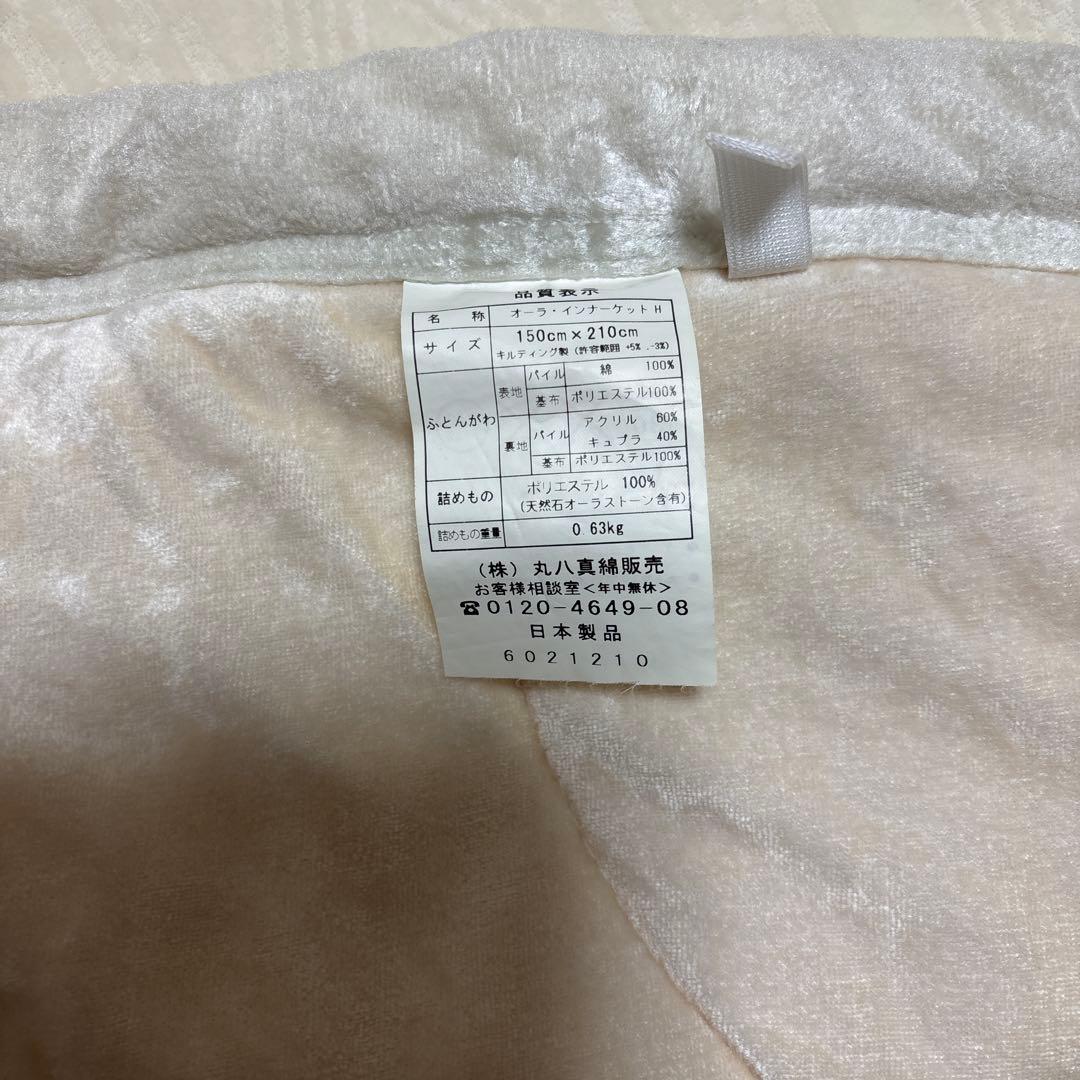 品質表示
名 称 オーラ・インナーケットH
サイズ 150cm×210cm
キルティング製 (許容範囲 +5% .-3%)
ふとんがわ 表地 パイル 綿 100%
基布 ポリエステル100%
裏地 パイル アクリル 60%
キュプラ 40%
基布 ポリエステル100%
詰めもの ポリエステル 100%
(天然石オーラストーン含有)
詰めもの重量 0.63kg
(株) 丸八真綿販売
お客様相談室<年中無休>
☎0120-4649-08
日本製品
6021210